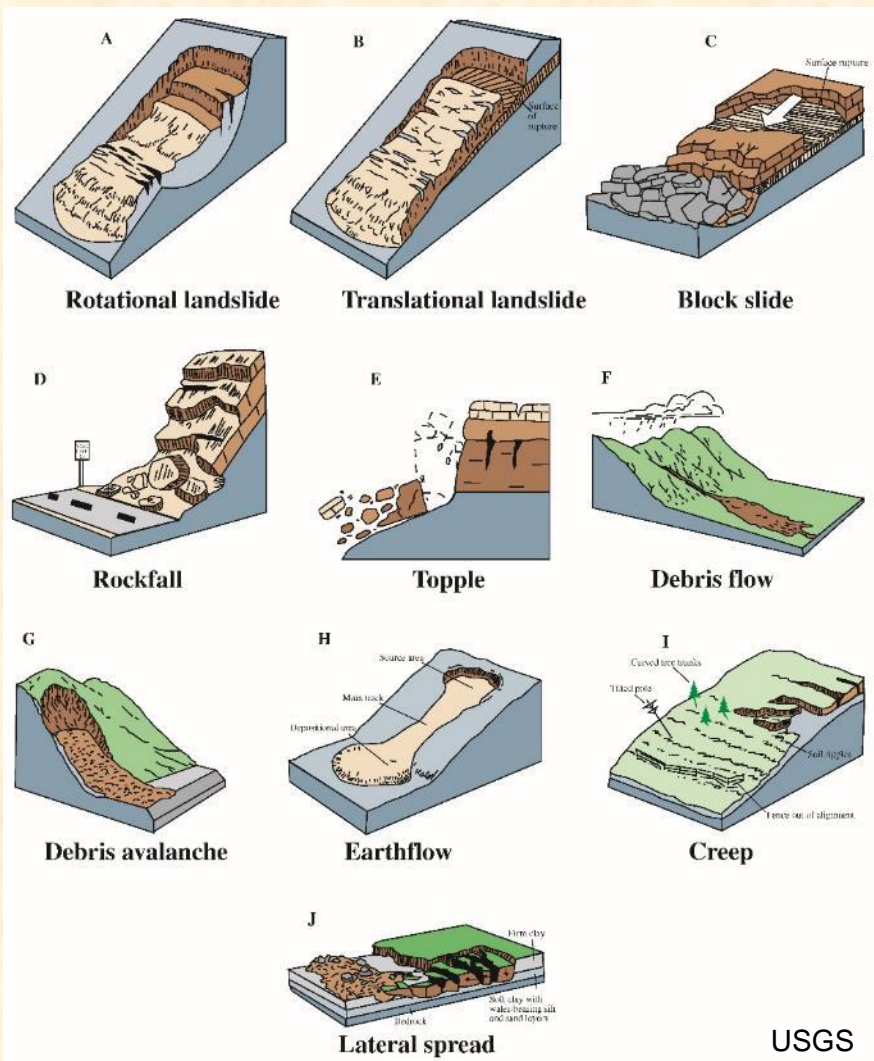 A
B
C
Surface rupture
Surface
of
rupture
Rotational landslide
Translational landslide
Block slide
D
E
F
Rockfall
Topple
Debris flow
G
H
I
Source area
Main track
Depositional area
Curved tree trunks
Tilted pole
Soil ripples
Fence out of alignment
Debris avalanche
Earthflow
Creep
J
Firm clay
Soft clay with
water-bearing silt
and sand layers
Bedrock
Lateral spread
USGS